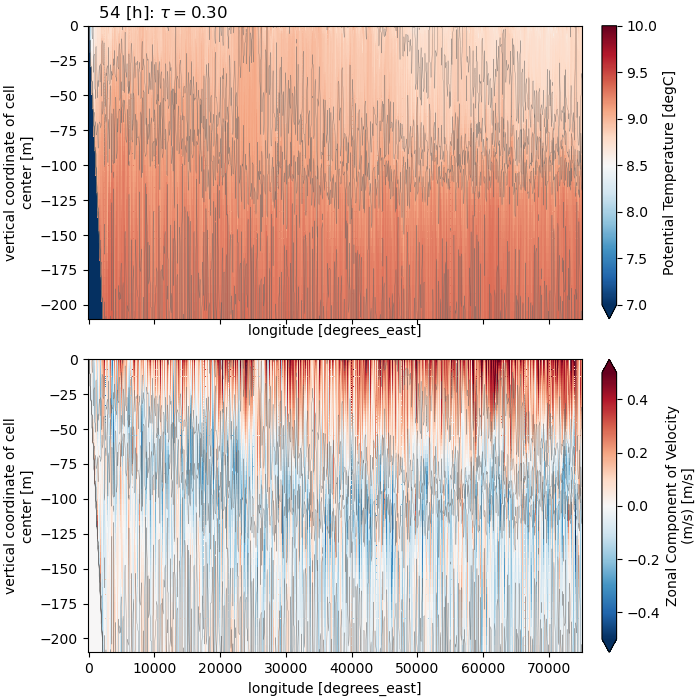 54 [h]: τ = 0.30
0
−25
−50
−75
−100
−125
−150
−175
−200
vertical coordinate of cell
center [m]
longitude [degrees_east]
10.0
9.5
9.0
8.5
8.0
7.5
7.0
Potential Temperature [degC]
0
−25
−50
−75
−100
−125
−150
−175
−200
vertical coordinate of cell
center [m]
0 10000 20000 30000 40000 50000 60000 70000
longitude [degrees_east]
0.4
0.2
0.0
−0.2
−0.4
Zonal Component of Velocity
(m/s) [m/s]